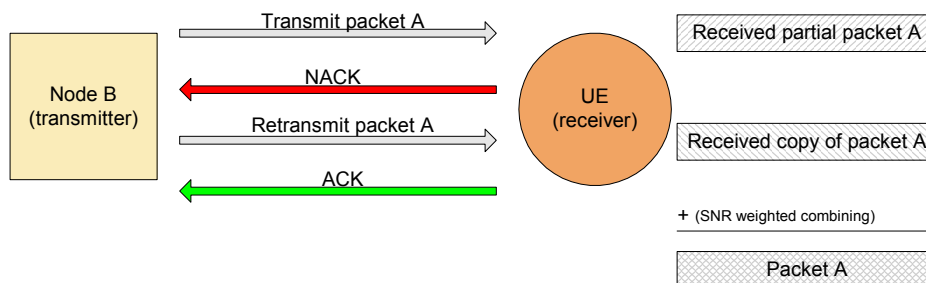 Transmit packet A
Received partial packet A
NACK
Node B
(transmitter)
UE
(receiver)
Retransmit packet A
Received copy of packet A
ACK
+ (SNR weighted combining)
Packet A